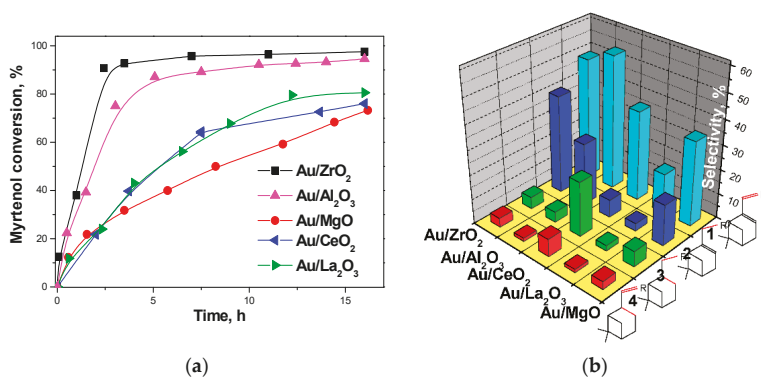 (a)
Myrtenol conversion, %
100
80
60
40
20
0
0
5
10
15
Time, h
Au/ZrO₂
Au/Al₂O₃
Au/MgO
Au/CeO₂
Au/La₂O₃
(a)
(b)
60
50
40
30
20
10
Selectivity, %
Au/ZrO₂
Au/Al₂O₃
Au/CeO₂
Au/La₂O₃
Au/MgO
R
1
R
2
R
3
4
(b)